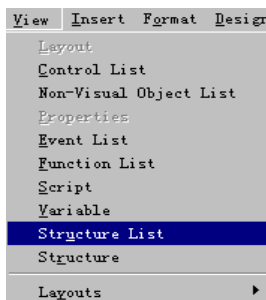 View Insert Format Design
Layout
Control List
Non-Visual Object List
Properties
Event List
Function List
Script
Variable
Structure List
Structure
Layouts